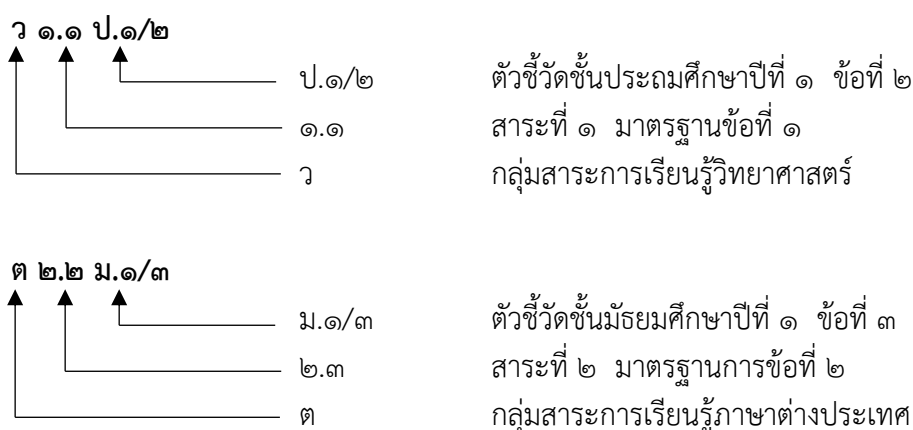 ว ๑.๑ ป.๑/๒
ป.๑/๒ ตัวชี้วัดชั้นประถมศึกษาปีที่ ๑ ข้อที่ ๒
๑.๑ สาระที่ ๑ มาตรฐานข้อที่ ๑
ว กลุ่มสาระการเรียนรู้วิทยาศาสตร์
ต ๒.๒ ม.๑/๓
ม.๑/๓ ตัวชี้วัดชั้นมัธยมศึกษาปีที่ ๑ ข้อที่ ๓
๒.๓ สาระที่ ๒ มาตรฐานการข้อที่ ๒
ต กลุ่มสาระการเรียนรู้ภาษาต่างประเทศ